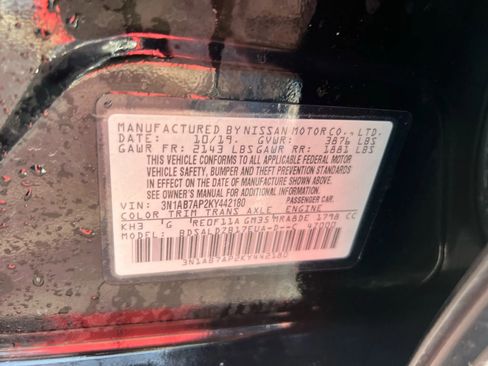 MANUFACTURED BY NISSAN MOTOR CO., LTD.
DATE: 10/19. GVWR: 3876 LBS
GAWR FR: 2143 LBS GAWR RR: 1881 LBS
THIS VEHICLE CONFORMS TO ALL APPLICABLE FEDERAL MOTOR
VEHICLE SAFETY, BUMPER, AND THEFT PREVENTION STANDARDS
IN EFFECT ON THE DATE OF MANUFACTURE SHOWN ABOVE.
SEE OWNER'S MANUAL FOR ADDITIONAL INFORMATION.
VIN: 3N1AB7AP2KY442180 PASSENGER CAR.
COLOR TRIM TRANS AXLE ENGINE
KH3 G RE0F11A GM35 MRA8DE 1798 CC
MODEL: BDSALDZB17EUA-D--C 47000
3N1AB7AP2KY442180